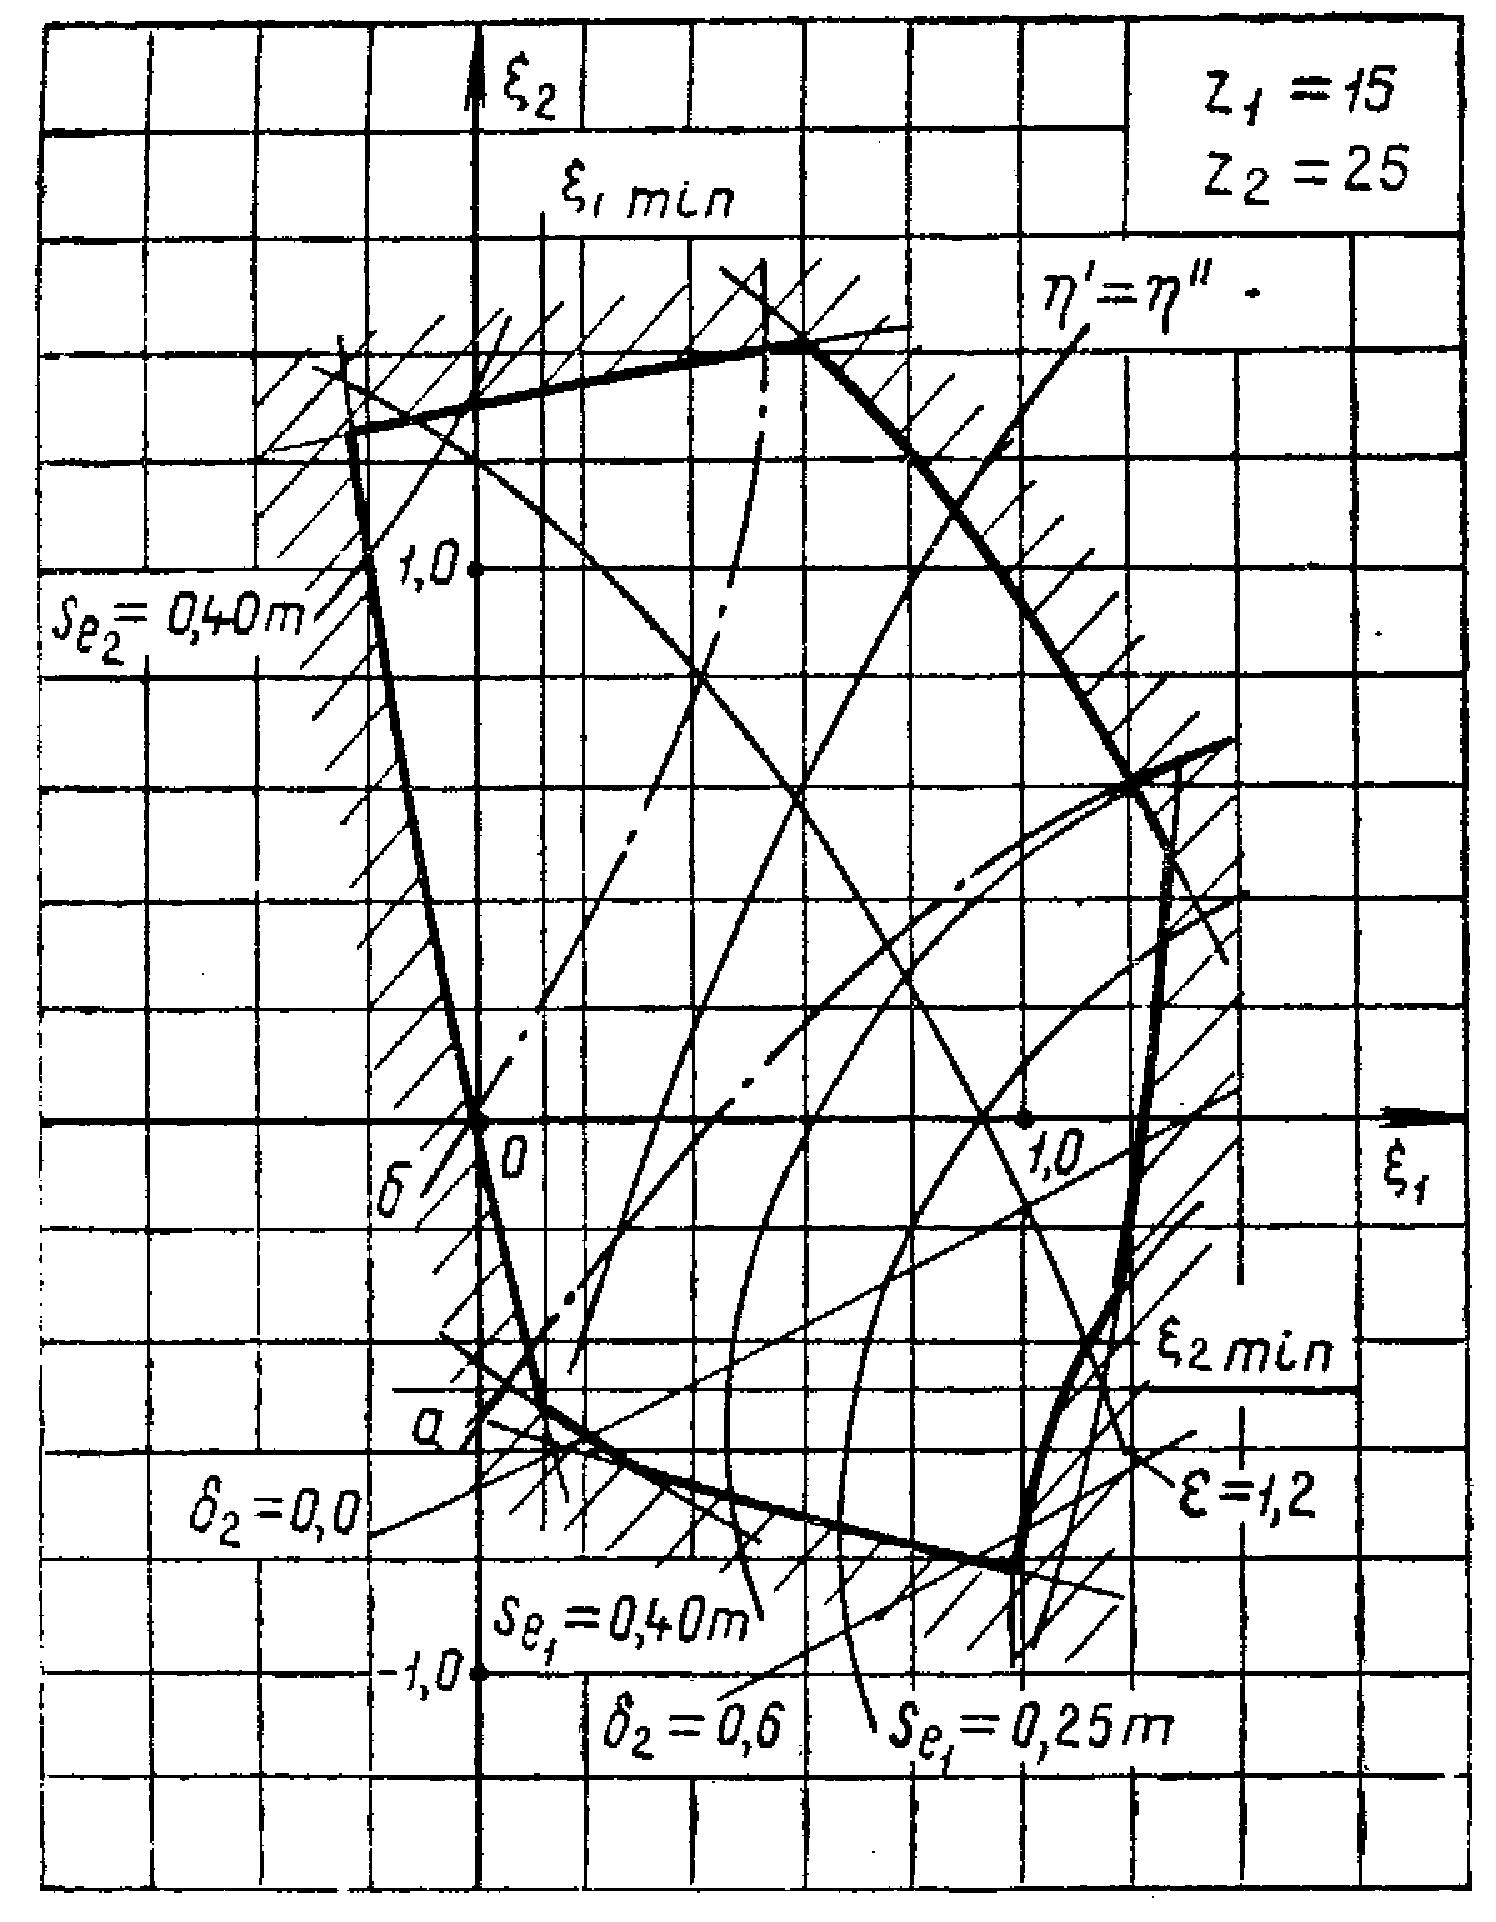 ξ₂
z₁ = 15
z₂ = 25
ξ₁ min
η' = η''
1,0
sₑ₂ = 0,40m
0
1,0
б
ξ₁
ξ₂ min
а
δ₂ = 0,0
ε = 1,2
sₑ₁ = 0,40m
-1,0
δ₂ = 0,6
sₑ₁ = 0,25m